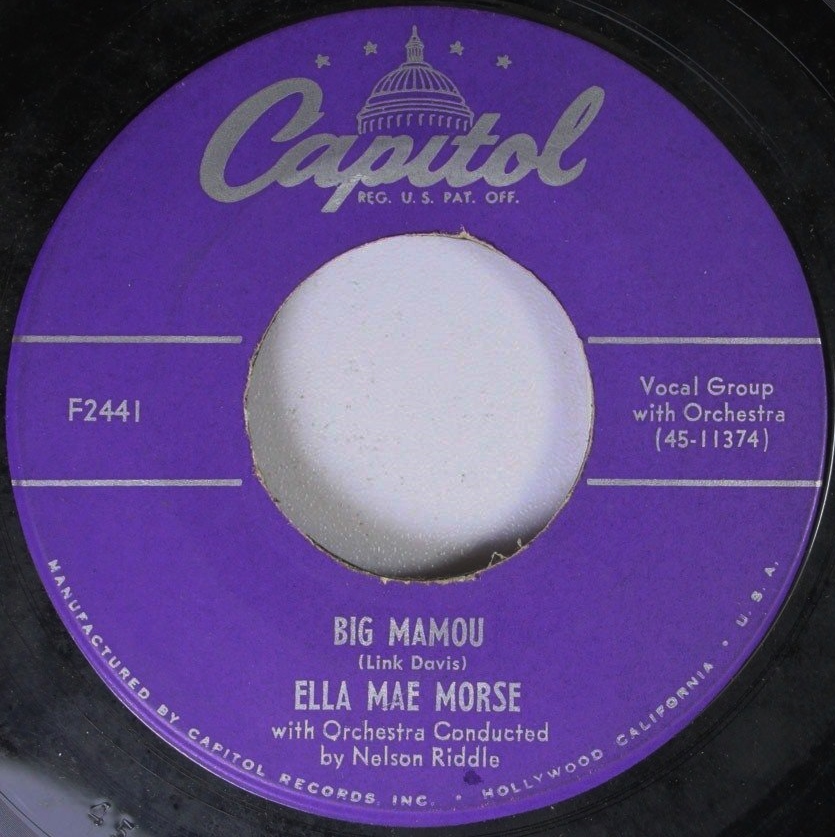 Capitol
REG. U.S. PAT. OFF.
F2441
Vocal Group
with Orchestra
(45-11374)
BIG MAMOU
(Link Davis)
ELLA MAE MORSE
with Orchestra Conducted
by Nelson Riddle
MANUFACTURED BY CAPITOL RECORDS, INC. • HOLLYWOOD CALIFORNIA • U. S. A.
45